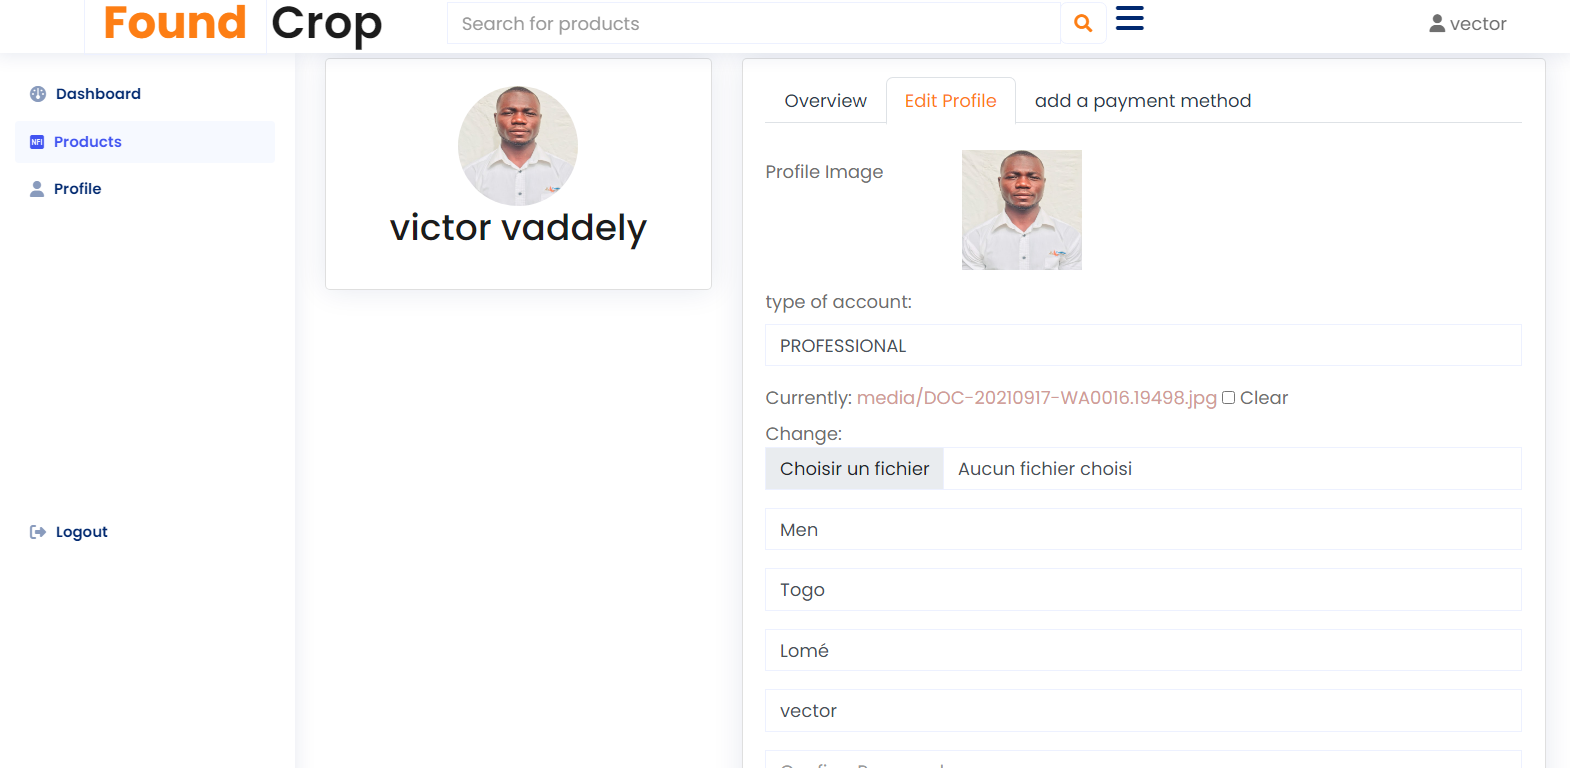 Found Crop
Search for products
vector
Dashboard
Products
Profile
Logout
victor vaddely
Overview
Edit Profile
add a payment method
Profile Image
type of account:
PROFESSIONAL
Currently: media/DOC-20210917-WA0016.19498.jpg Clear
Change:
Choisir un fichier Aucun fichier choisi
Men
Togo
Lomé
vector